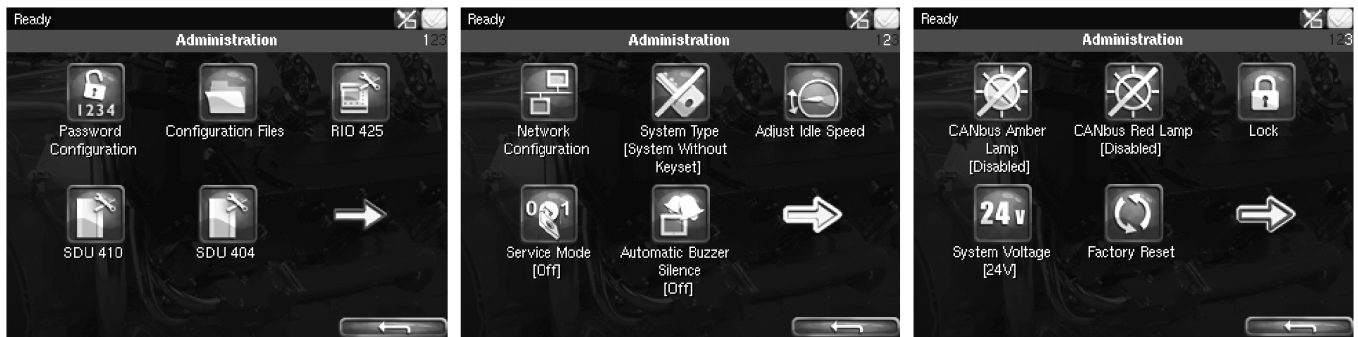 Ready
Administration
123
1234
Password
Configuration
Configuration Files
RIO 425
SDU 410
SDU 404
Ready
Administration
123
Network
Configuration
System Type
[System Without
Keyset]
Adjust Idle Speed
0 1
Service Mode
[Off]
Automatic Buzzer
Silence
[Off]
Ready
Administration
123
CANbus Amber
Lamp
[Disabled]
CANbus Red Lamp
[Disabled]
Lock
24 v
System Voltage
[24V]
Factory Reset